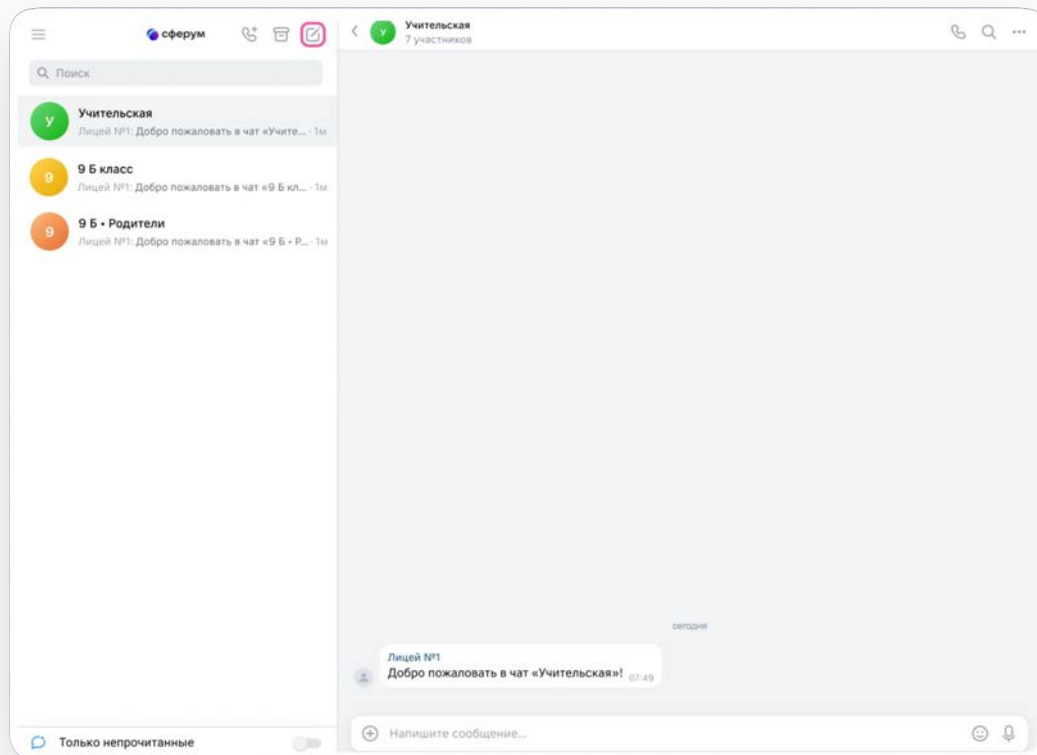 сферум
Поиск
У
Учительская
Лицей №1: Добро пожаловать в чат «Учите... · 1м
9
9 Б класс
Лицей №1: Добро пожаловать в чат «9 Б кл... · 1м
9
9 Б • Родители
Лицей №1: Добро пожаловать в чат «9 Б • Р... · 1м
Только непрочитанные
У
Учительская
7 участников
сегодня
Лицей №1
Добро пожаловать в чат «Учительская»! 07:49
Напишите сообщение...